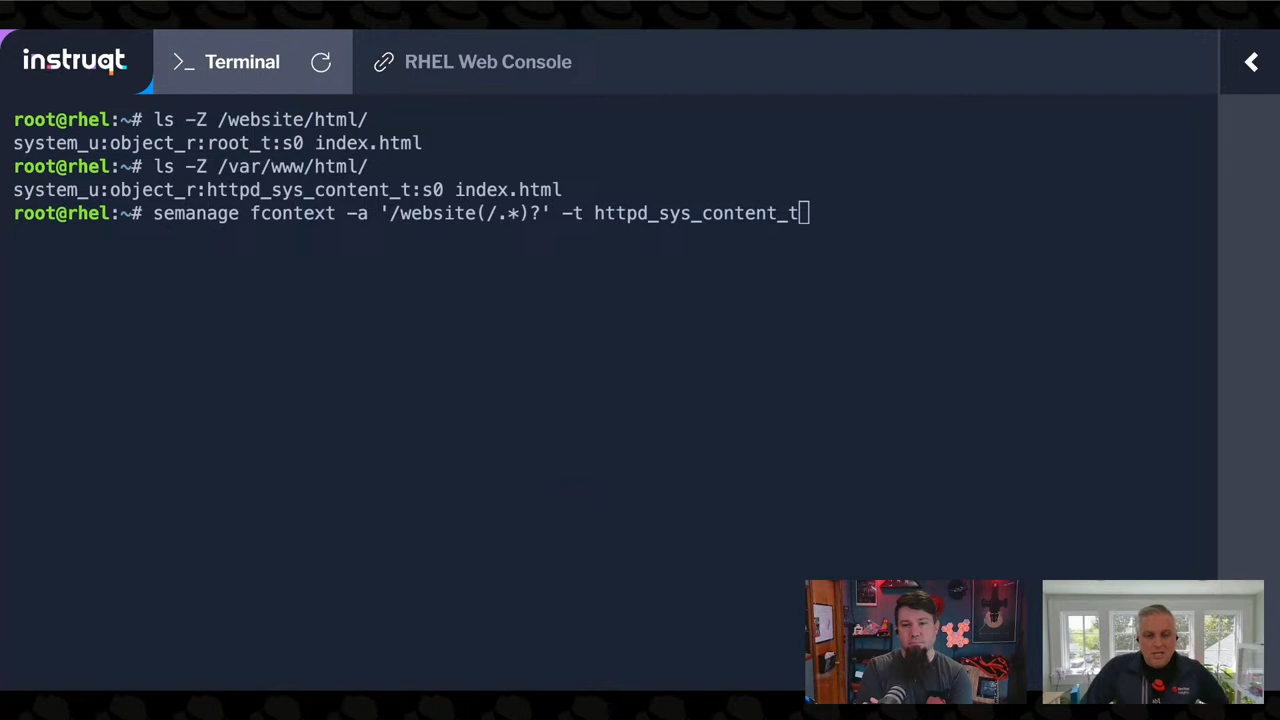 instruqt
>_ Terminal
RHEL Web Console
root@rhel:~# ls -Z /website/html/
system_u:object_r:root_t:s0 index.html
root@rhel:~# ls -Z /var/www/html/
system_u:object_r:httpd_sys_content_t:s0 index.html
root@rhel:~# semanage fcontext -a '/website(/.*)?' -t httpd_sys_content_t